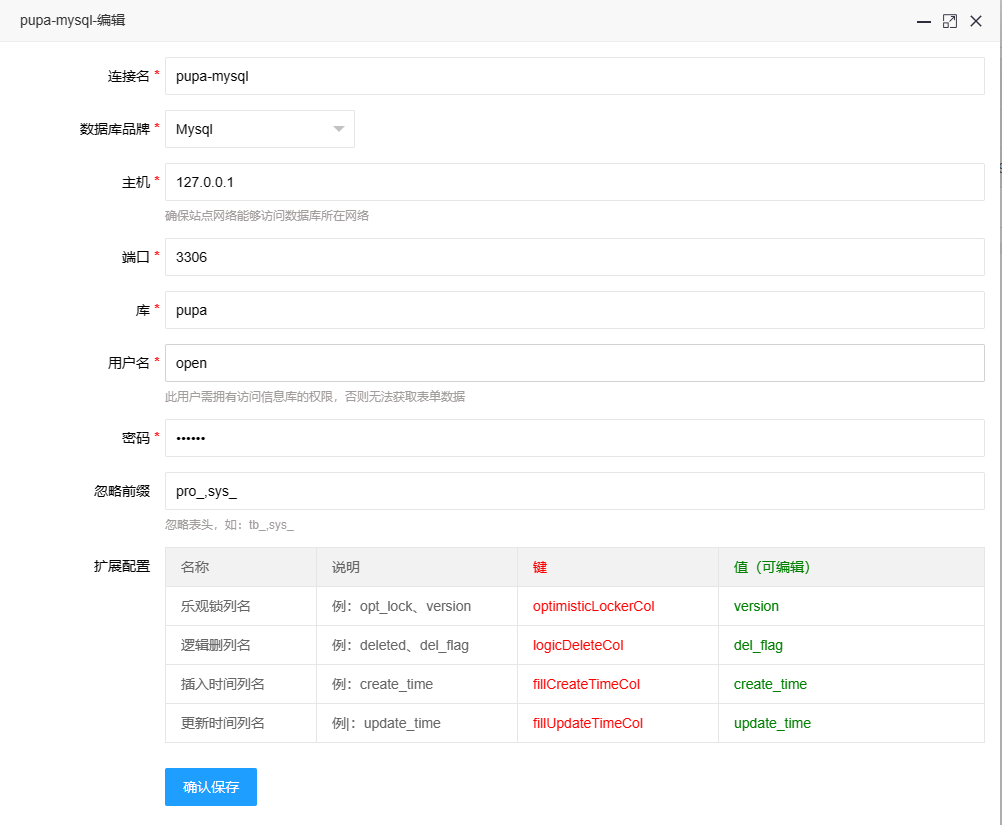 pupa-mysql-编辑
连接名 * pupa-mysql
数据库品牌 * Mysql
主机 * 127.0.0.1
确保站点网络能够访问数据库所在网络
端口 * 3306
库 * pupa
用户名 * open
此用户需拥有访问信息库的权限，否则无法获取表单数据
密码 * ••••••
忽略前缀 pro_,sys_
忽略表头，如：tb_,sys_
扩展配置 名称 说明 键 值（可编辑）
乐观锁列名 例：opt_lock、version optimisticLockerCol version
逻辑删列名 例：deleted、del_flag logicDeleteCol del_flag
插入时间列名 例：create_time fillCreateTimeCol create_time
更新时间列名 例|：update_time fillUpdateTimeCol update_time
确认保存